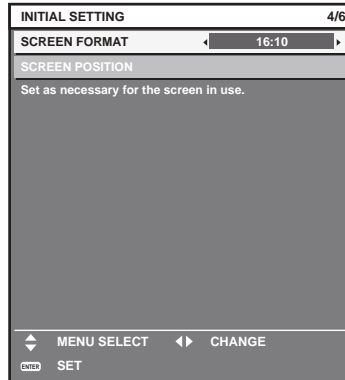 INITIAL SETTING 4/6
SCREEN FORMAT 16:10
SCREEN POSITION
Set as necessary for the screen in use.
MENU SELECT CHANGE
ENTER SET